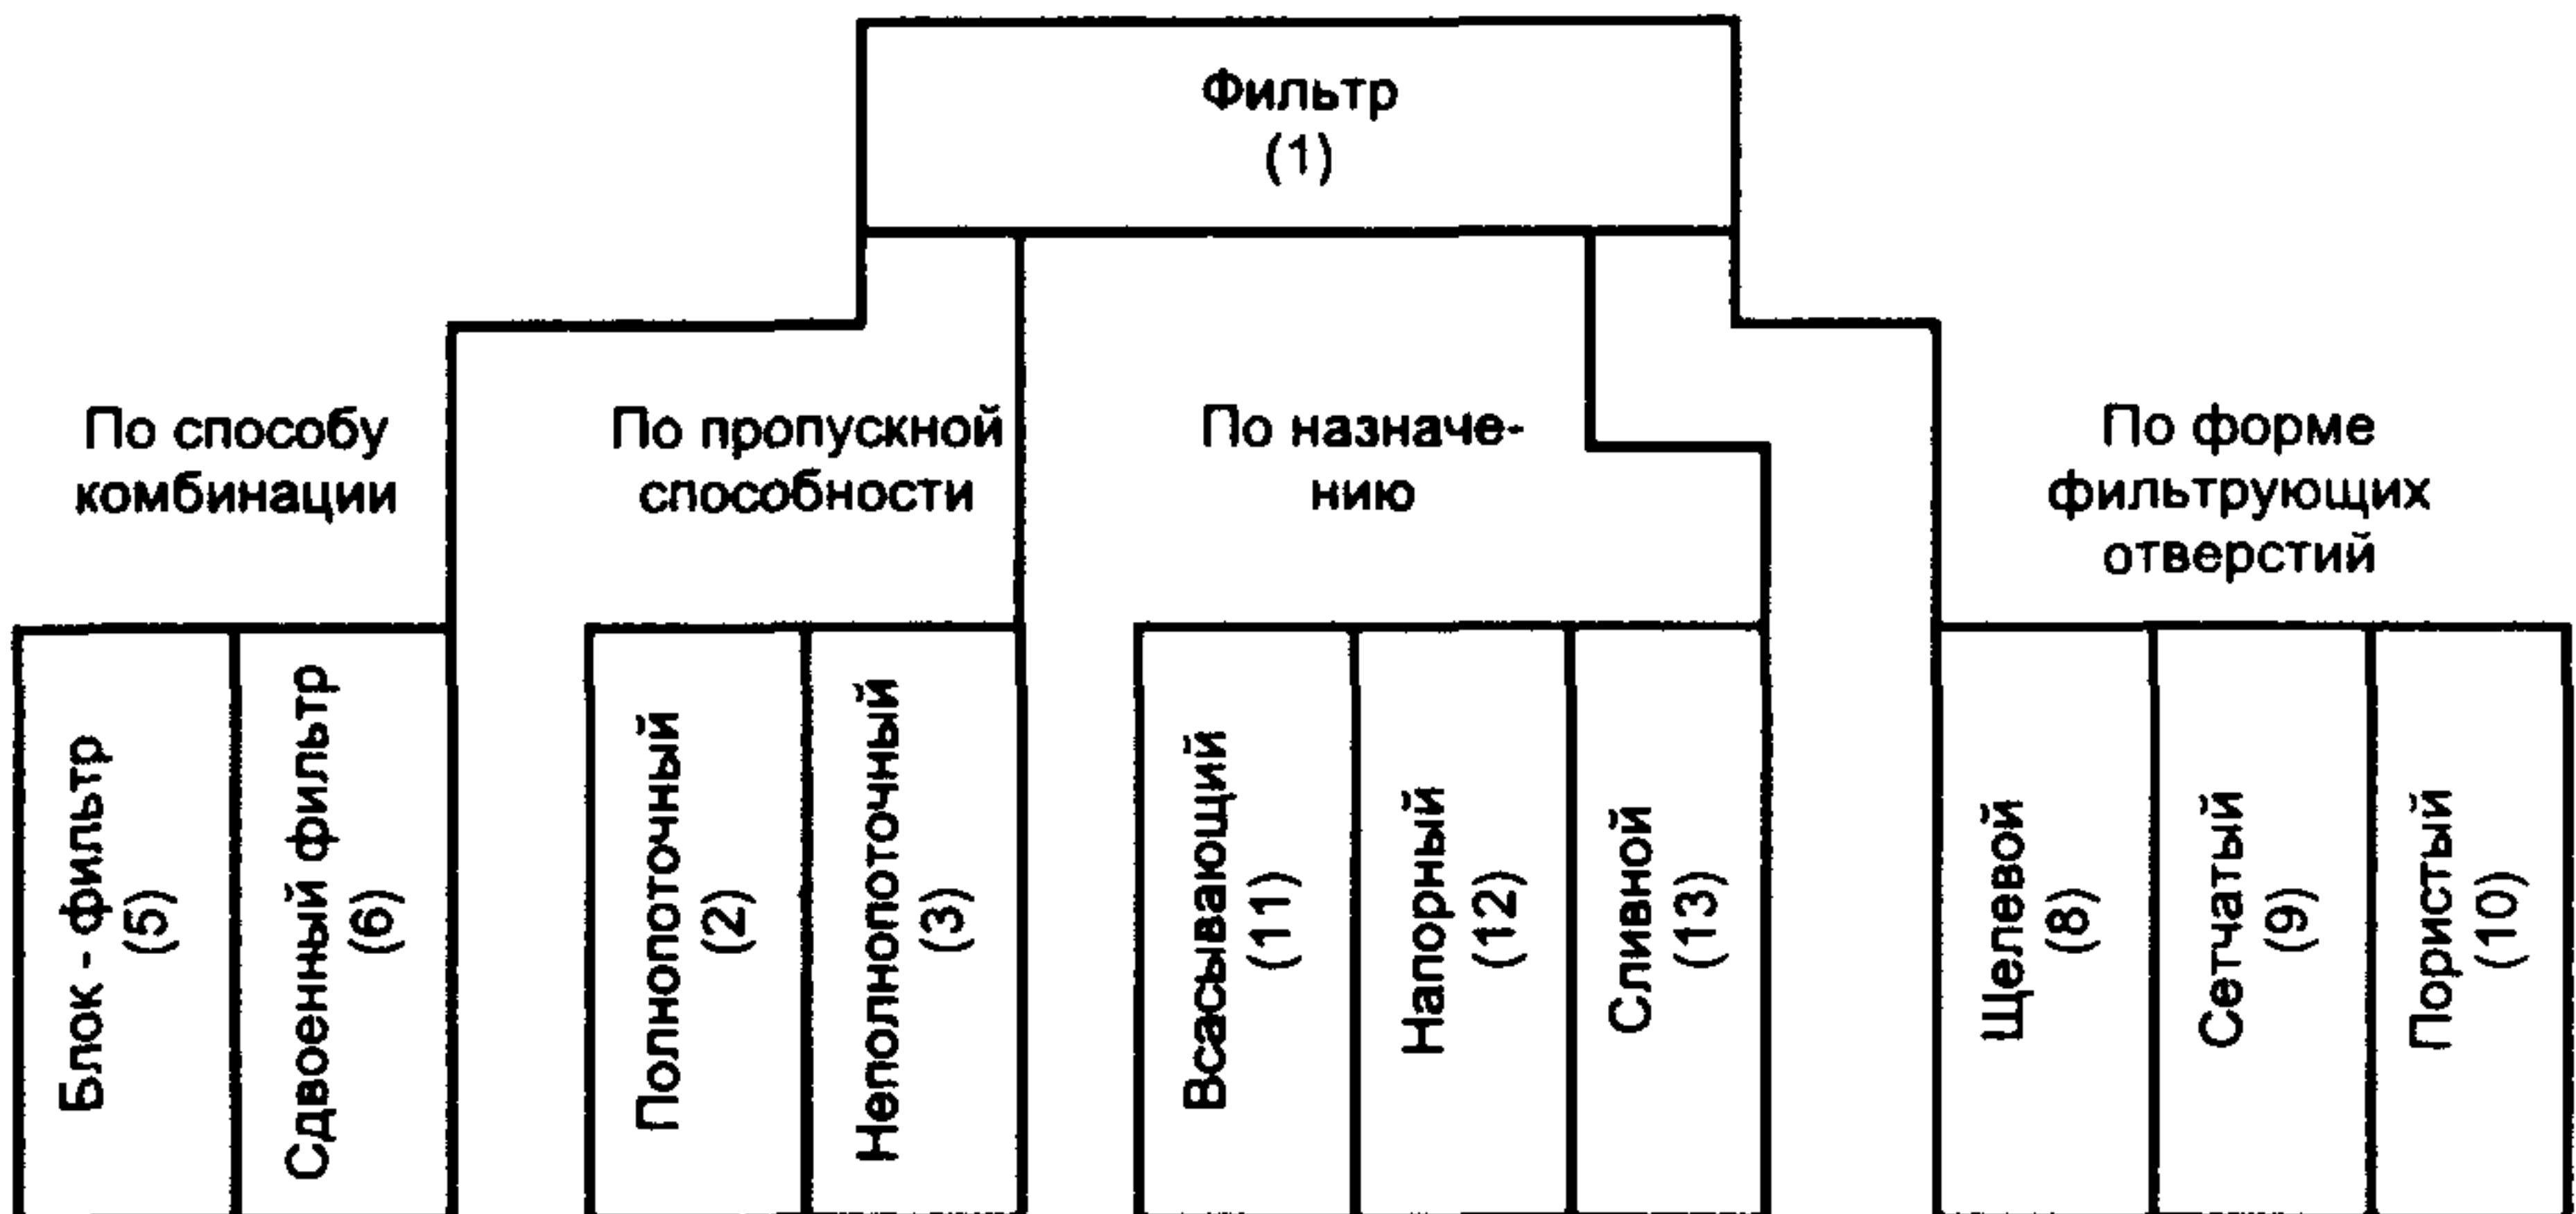 Фильтр
(1)
По способу
комбинации
По пропускной
способности
По назначе-
нию
По форме
фильтрующих
отверстий
Блок - фильтр
(5)
Сдвоенный фильтр
(6)
Полнопоточный
(2)
Неполнопоточный
(3)
Всасывающий
(11)
Напорный
(12)
Сливной
(13)
Щелевой
(8)
Сетчатый
(9)
Пористый
(10)